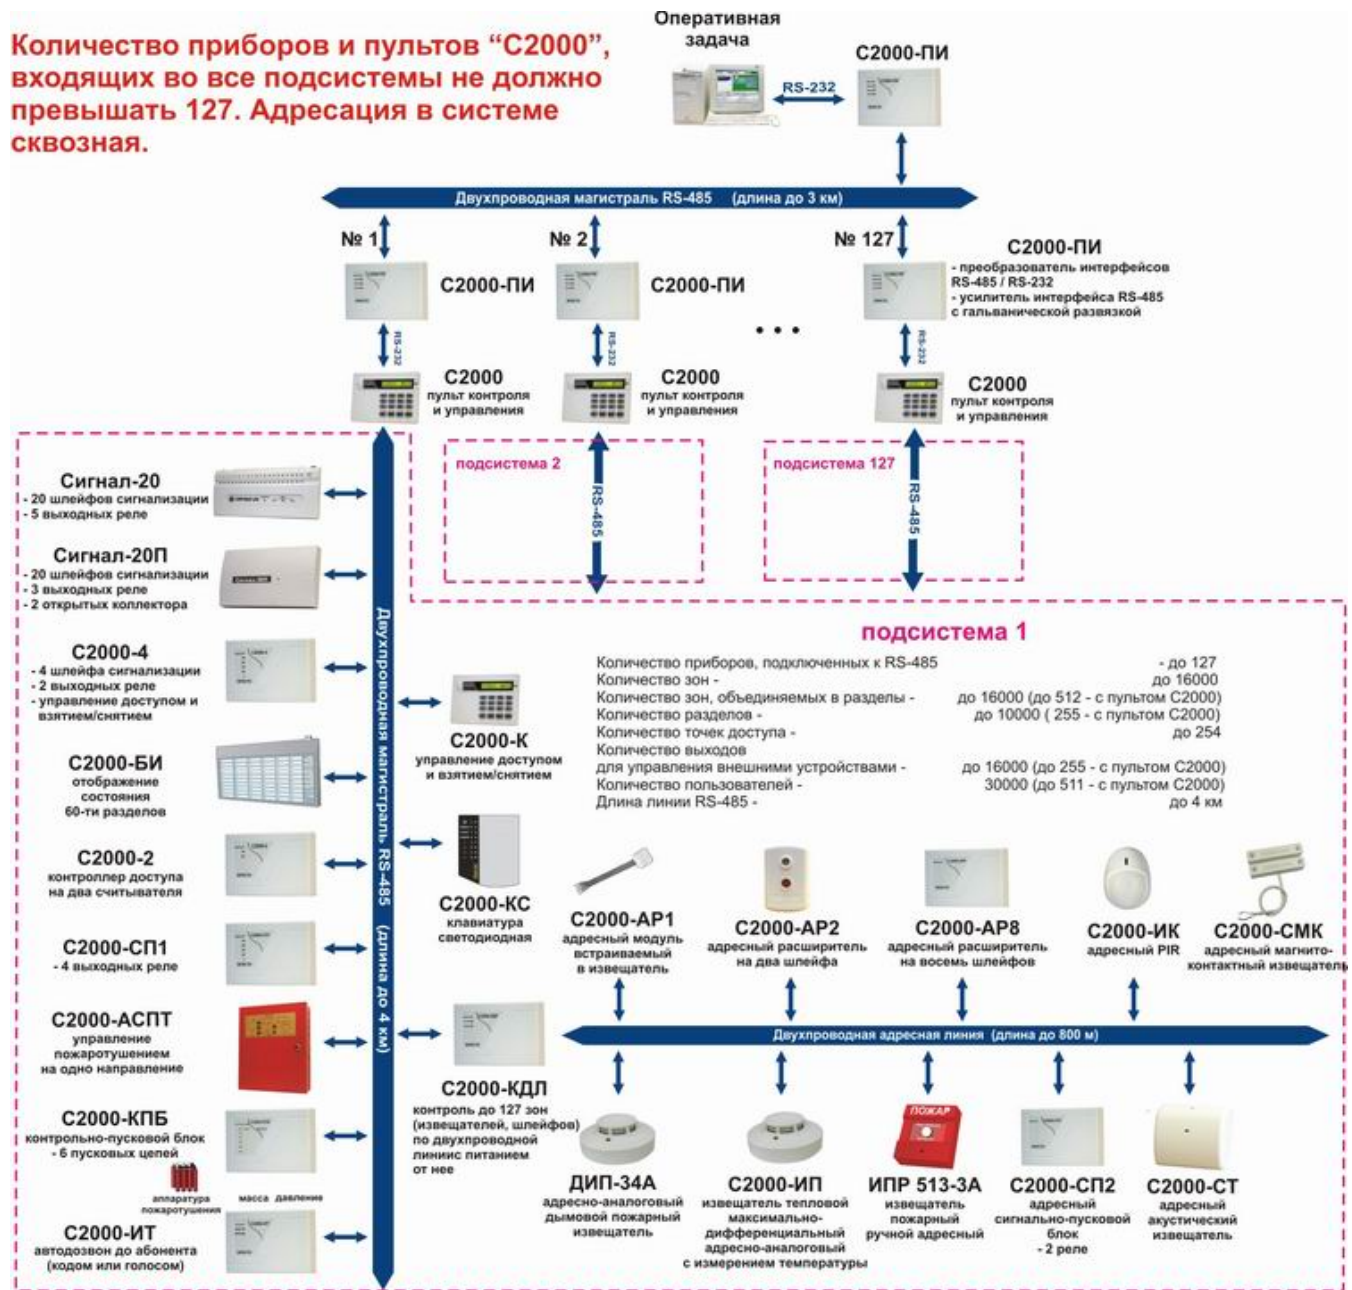 Количество приборов и пультов “С2000”,
входящих во все подсистемы не должно
превышать 127. Адресация в системе
сквозная.
Оперативная
задача
RS-232
С2000-ПИ
Двухпроводная магистраль RS-485 (длина до 3 км)
№ 1
№ 2
№ 127
С2000-ПИ
С2000-ПИ
С2000-ПИ
- преобразователь интерфейсов
RS-485 / RS-232
- усилитель интерфейса RS-485
с гальванической развязкой
. . .
RS-232
RS-232
RS-232
С2000
пульт контроля
и управления
С2000
пульт контроля
и управления
С2000
пульт контроля
и управления
подсистема 2
RS-485
подсистема 127
RS-485
Сигнал-20
- 20 шлейфов сигнализации
- 5 выходных реле
Сигнал-20П
- 20 шлейфов сигнализации
- 3 выходных реле
- 2 открытых коллектора
С2000-4
- 4 шлейфа сигнализации
- 2 выходных реле
- управление доступом и
взятием/снятием
С2000-БИ
отображение
состояния
60-ти разделов
С2000-2
контроллер доступа
на два считывателя
С2000-СП1
- 4 выходных реле
С2000-АСПТ
управление
пожаротушением
на одно направление
С2000-КПБ
контрольно-пусковой блок
- 6 пусковых цепей
аппаратура
пожаротушения
масса давление
С2000-ИТ
автодозвон до абонента
(кодом или голосом)
Двухпроводная магистраль RS-485 (длина до 4 км)
С2000-К
управление доступом
и взятием/снятием
С2000-КС
клавиатура
светодиодная
С2000-КДЛ
контроль до 127 зон
(извещателей, шлейфов)
по двухпроводной
линиис питанием
от нее
подсистема 1
Количество приборов, подключенных к RS-485 - до 127
Количество зон - до 16000
Количество зон, объединяемых в разделы - до 16000 (до 512 - с пультом С2000)
Количество разделов - до 10000 ( 255 - с пультом С2000)
Количество точек доступа - до 254
Количество выходов
для управления внешними устройствами - до 16000 (до 255 - с пультом С2000)
Количество пользователей - 30000 (до 511 - с пультом С2000)
Длина линии RS-485 - до 4 км
С2000-АР1
адресный модуль
встраиваемый
в извещатель
С2000-АР2
адресный расширитель
на два шлейфа
С2000-АР8
адресный расширитель
на восемь шлейфов
С2000-ИК
адресный PIR
С2000-СМК
адресный магнито-
контактный извещатель
Двухпроводная адресная линия (длина до 800 м)
ДИП-34А
адресно-аналоговый
дымовой пожарный
извещатель
С2000-ИП
извещатель тепловой
максимально-
дифференциальный
адресно-аналоговый
с измерением температуры
ПОЖАР
ИПР 513-3А
извещатель
пожарный
ручной адресный
С2000-СП2
адресный
сигнально-пусковой
блок
- 2 реле
С2000-СТ
адресный
акустический
извещатель